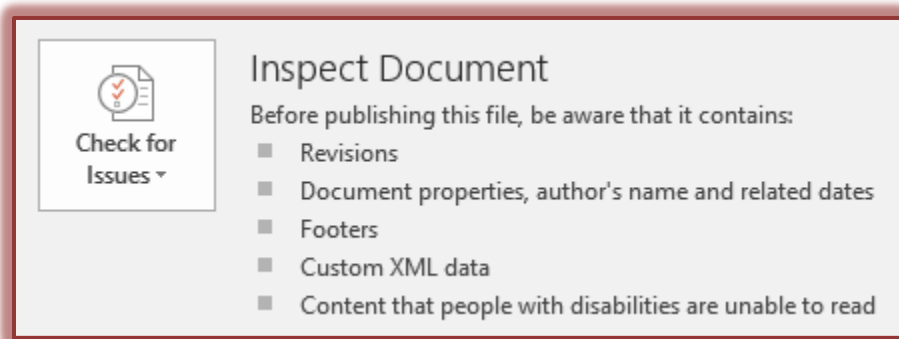 Check for
Issues
Inspect Document
Before publishing this file, be aware that it contains:
Revisions
Document properties, author's name and related dates
Footers
Custom XML data
Content that people with disabilities are unable to read